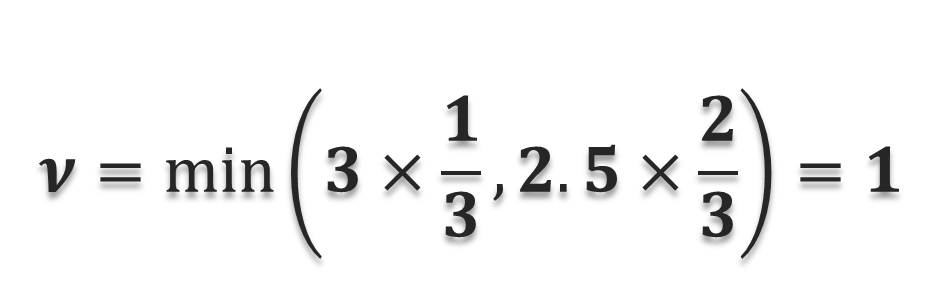 v = min(3 × 1/3, 2.5 × 2/3) = 1